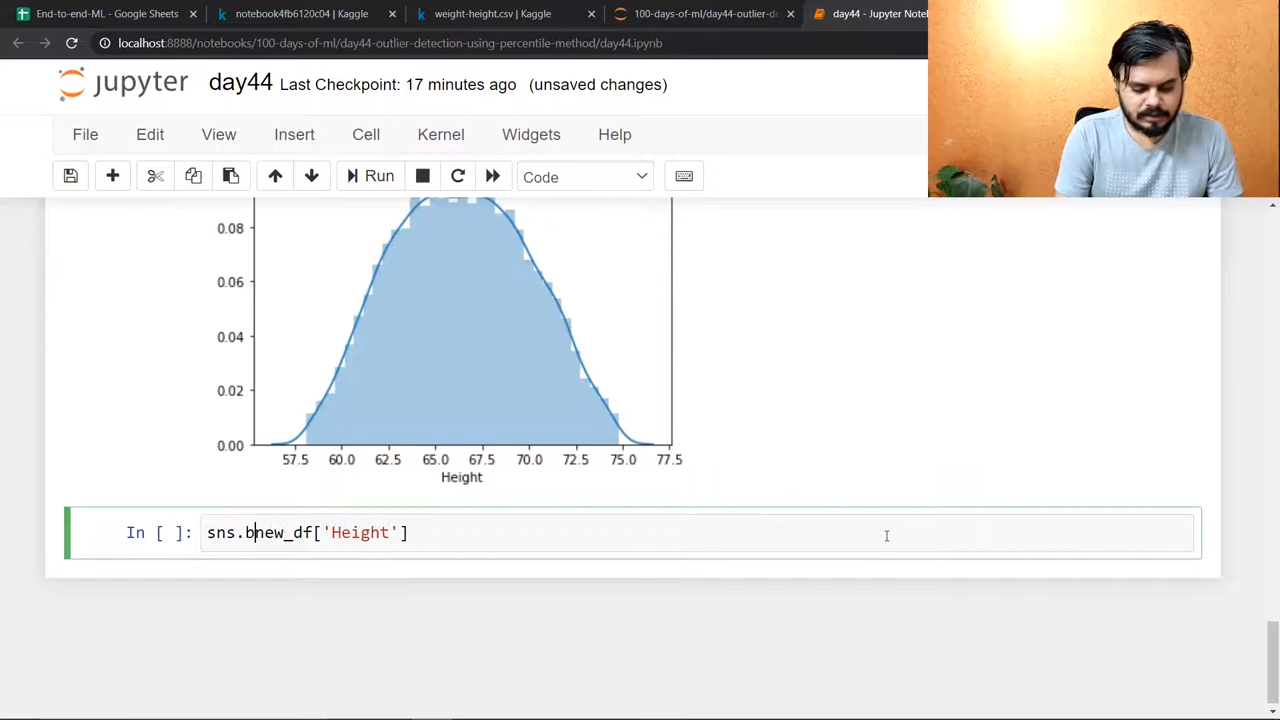 End-to-end-ML - Google Sheets
notebook4fb6120c04 | Kaggle
weight-height.csv | Kaggle
100-days-of-ml/day44-outlier-de
day44 - Jupyter Note
localhost:8888/notebooks/100-days-of-ml/day44-outlier-detection-using-percentile-method/day44.ipynb
jupyter day44 Last Checkpoint: 17 minutes ago (unsaved changes)
File Edit View Insert Cell Kernel Widgets Help
Run Code
0.08
0.06
0.04
0.02
0.00
57.5 60.0 62.5 65.0 67.5 70.0 72.5 75.0 77.5
Height
In [ ]: sns.bnew_df['Height']